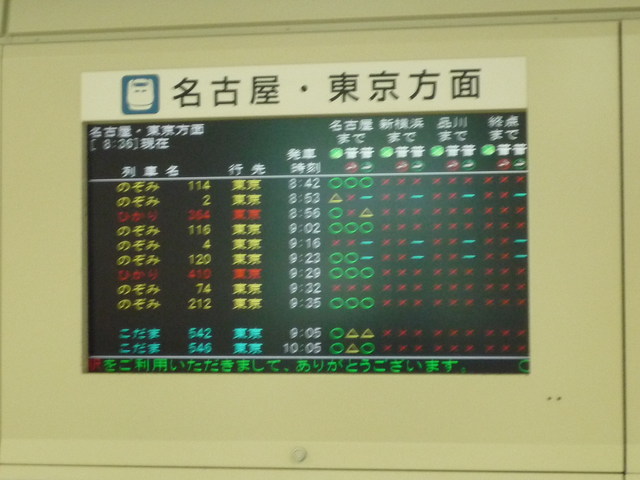 名古屋・東京方面
名古屋・東京方面
[ 8:36]現在
名古屋まで 新横浜まで 品川まで 終点まで
列車名 行先 発車時刻
のぞみ 114 東京 8:42 ○○○ ××× ××× ×××
のぞみ 2 東京 8:53 △×− ××− ××− ××−
ひかり 364 東京 8:56 ○×△ ××× ××× ×××
のぞみ 116 東京 9:02 ○○○ ××× ××× ×××
のぞみ 4 東京 9:16 ××− ××− ××− ××−
のぞみ 120 東京 9:23 ○○− ××− ××− ××−
ひかり 410 東京 9:29 ○○○ ××× ××× ×××
のぞみ 74 東京 9:32 ××× ××× ××× ×××
のぞみ 212 東京 9:35 ○○○ ××× ××× ×××
こだま 542 東京 9:05 ○△△ ××× ××× ×××
こだま 546 東京 10:05 ○△○ ××× ××× ×××
をご利用いただきまして、ありがとうございます。